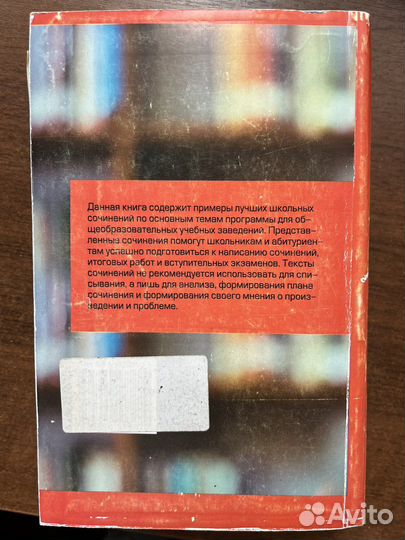 Данная книга содержит примеры лучших школьных
сочинений по основным темам программы для об-
щеобразовательных учебных заведений. Представ-
ленные сочинения помогут школьникам и абитуриен-
там успешно подготовиться к написанию сочинений,
итоговых работ и вступительных экзаменов. Тексты
сочинений не рекомендуется использовать для спи-
сывания, а лишь для анализа, формирования плана
сочинения и формирования своего мнения о произ-
ведении и проблеме.
Avito